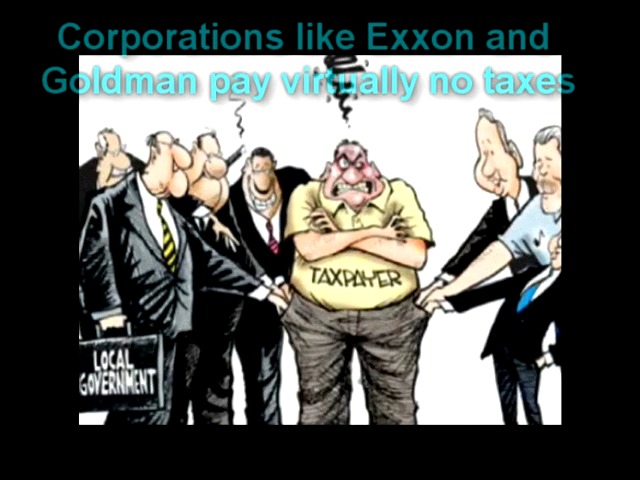 Corporations like Exxon and
Goldman pay virtually no taxes
TAXPAYER
LOCAL
GOVERNMENT